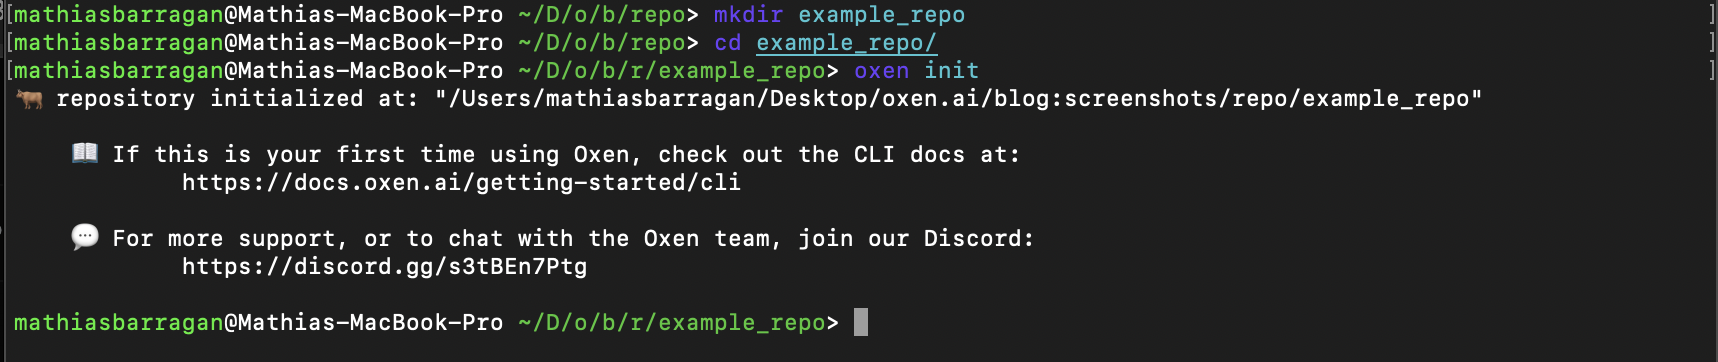 [mathiasbarragan@Mathias-MacBook-Pro ~/D/o/b/repo> mkdir example_repo ]
[mathiasbarragan@Mathias-MacBook-Pro ~/D/o/b/repo> cd example_repo/ ]
[mathiasbarragan@Mathias-MacBook-Pro ~/D/o/b/r/example_repo> oxen init ]
🐂 repository initialized at: "/Users/mathiasbarragan/Desktop/oxen.ai/blog:screenshots/repo/example_repo"
📖 If this is your first time using Oxen, check out the CLI docs at:
https://docs.oxen.ai/getting-started/cli
💬 For more support, or to chat with the Oxen team, join our Discord:
https://discord.gg/s3tBEn7Ptg
mathiasbarragan@Mathias-MacBook-Pro ~/D/o/b/r/example_repo>